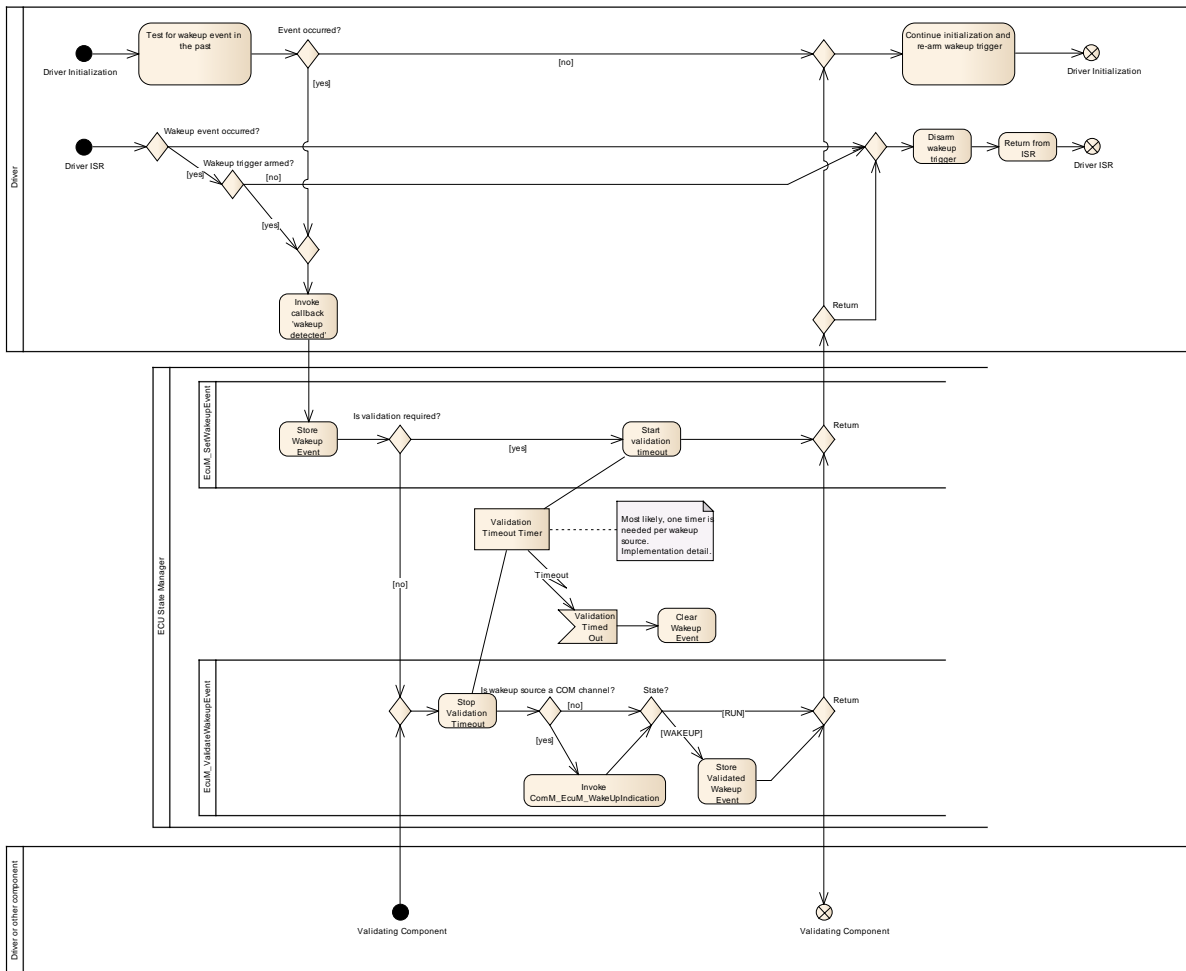 Driver
Test for wakeup event in
the past
Event occurred?
Continue initialization and
re-arm wakeup trigger
[no]
Driver Initialization
Driver Initialization
[yes]
Wakeup event occurred?
Disarm
wakeup
trigger
Return from
ISR
Driver ISR
Wakeup trigger armed?
Driver ISR
[yes]
[no]
[yes]
Invoke
callback
'wakeup
detected'
Return
ECU State Manager
EcuM_SetWakeupEvent
Is validation required?
Store
Wakeup
Event
Start
validation
timeout
Return
[yes]
Validation
Timeout Timer
Most likely, one timer is
needed per wakeup
source.
Implementation detail.
[no]
Timeout
Validation
Timed
Out
Clear
Wakeup
Event
EcuM_ValidateWakeupEvent
Is wakeup source a COM channel?
State?
Return
Stop
Validation
Timeout
[no]
[RUN]
[yes]
[WAKEUP]
Invoke
ComM_EcuM_WakeUpIndication
Store
Validated
Wakeup
Event
Driver or other component
Validating Component
Validating Component